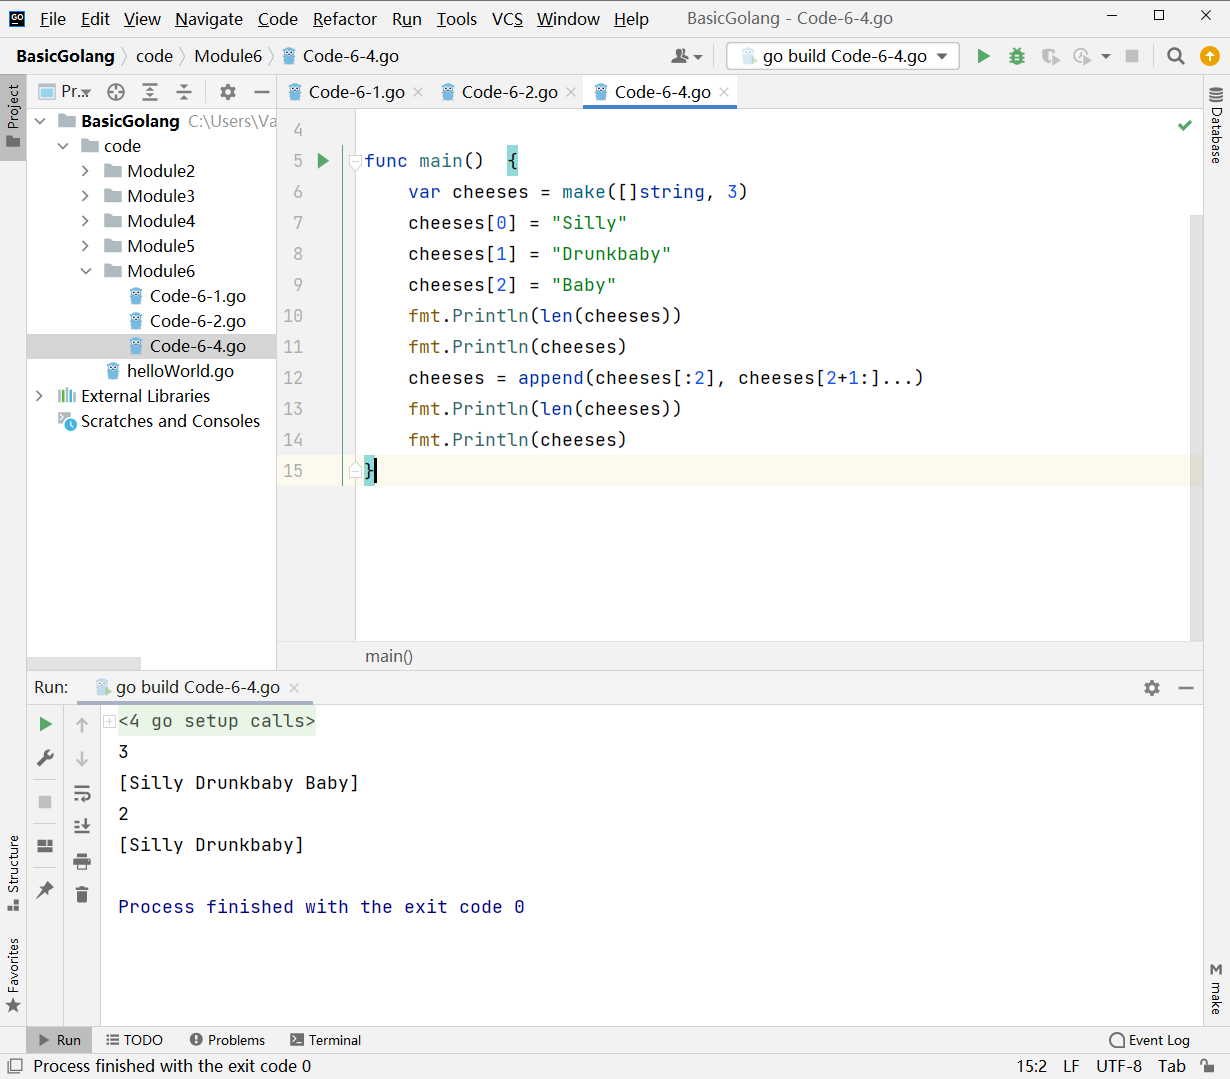 GO File Edit View Navigate Code Refactor Run Tools VCS Window Help BasicGolang - Code-6-4.go
BasicGolang code Module6 Code-6-4.go go build Code-6-4.go
Project
Pr... Code-6-1.go Code-6-2.go Code-6-4.go
BasicGolang C:\Users\Va
code
Module2
Module3
Module4
Module5
Module6
Code-6-1.go
Code-6-2.go
Code-6-4.go
helloWorld.go
External Libraries
Scratches and Consoles
4
5 func main()  {
6 var cheeses = make([]string, 3)
7 cheeses[0] = "Silly"
8 cheeses[1] = "Drunkbaby"
9 cheeses[2] = "Baby"
10 fmt.Println(len(cheeses))
11 fmt.Println(cheeses)
12 cheeses = append(cheeses[:2], cheeses[2+1:]...)
13 fmt.Println(len(cheeses))
14 fmt.Println(cheeses)
15 }
main()
Database
Run: go build Code-6-4.go
<4 go setup calls>
3
[Silly Drunkbaby Baby]
2
[Silly Drunkbaby]
Process finished with the exit code 0
Structure
Favorites
M make
Run TODO Problems Terminal Event Log
Process finished with the exit code 0 15:2 LF UTF-8 Tab